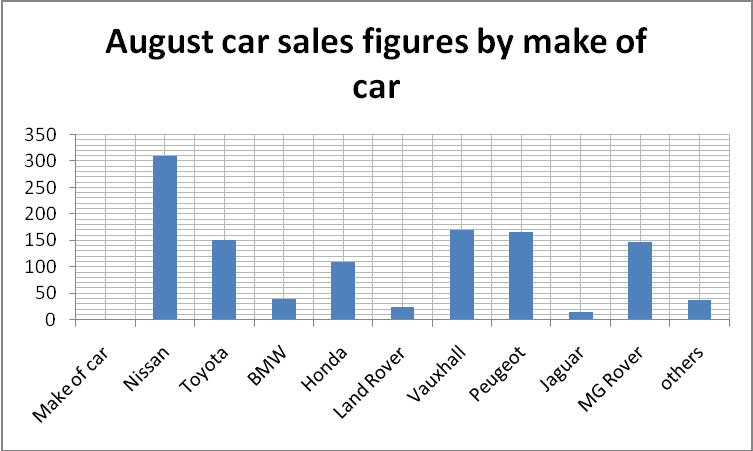 August car sales figures by make of
car
350
300
250
200
150
100
50
0
Make of car
Nissan
Toyota
BMW
Honda
Land Rover
Vauxhall
Peugeot
Jaguar
MG Rover
others